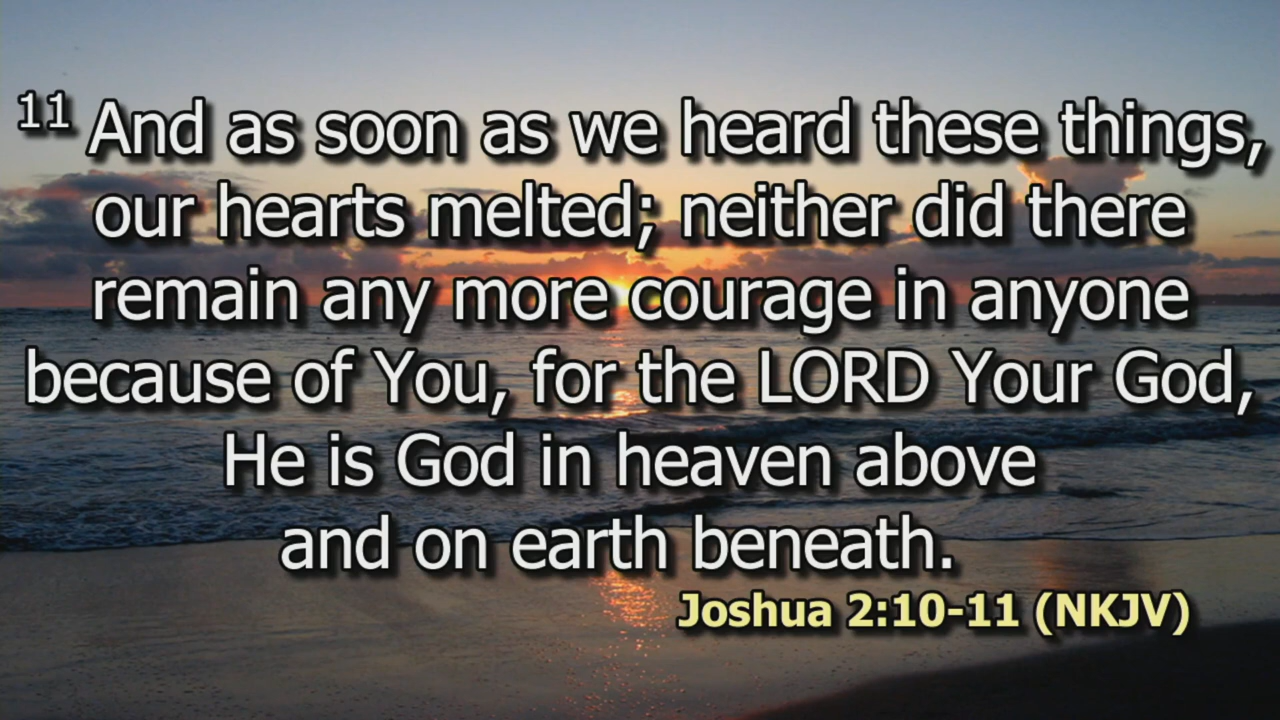 11 And as soon as we heard these things,
our hearts melted; neither did there
remain any more courage in anyone
because of You, for the LORD Your God,
He is God in heaven above
and on earth beneath.
Joshua 2:10-11 (NKJV)